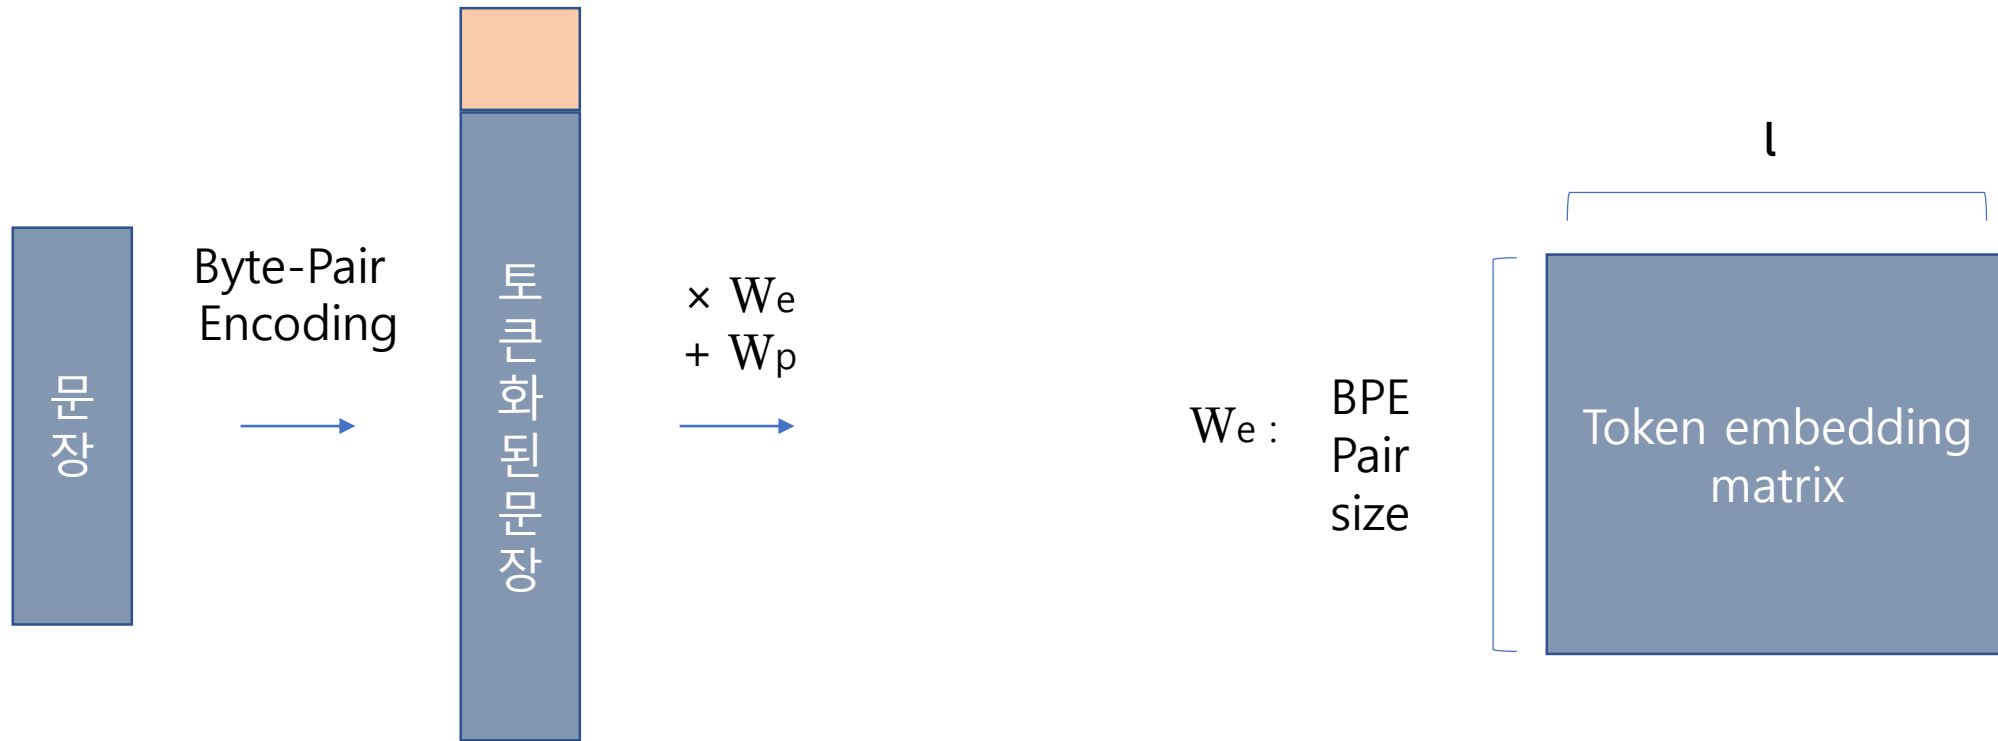 문
장
Byte-Pair
Encoding
토
큰
화
된
문
장
× We
+ Wp
We :
BPE
Pair
size
l
Token embedding
matrix